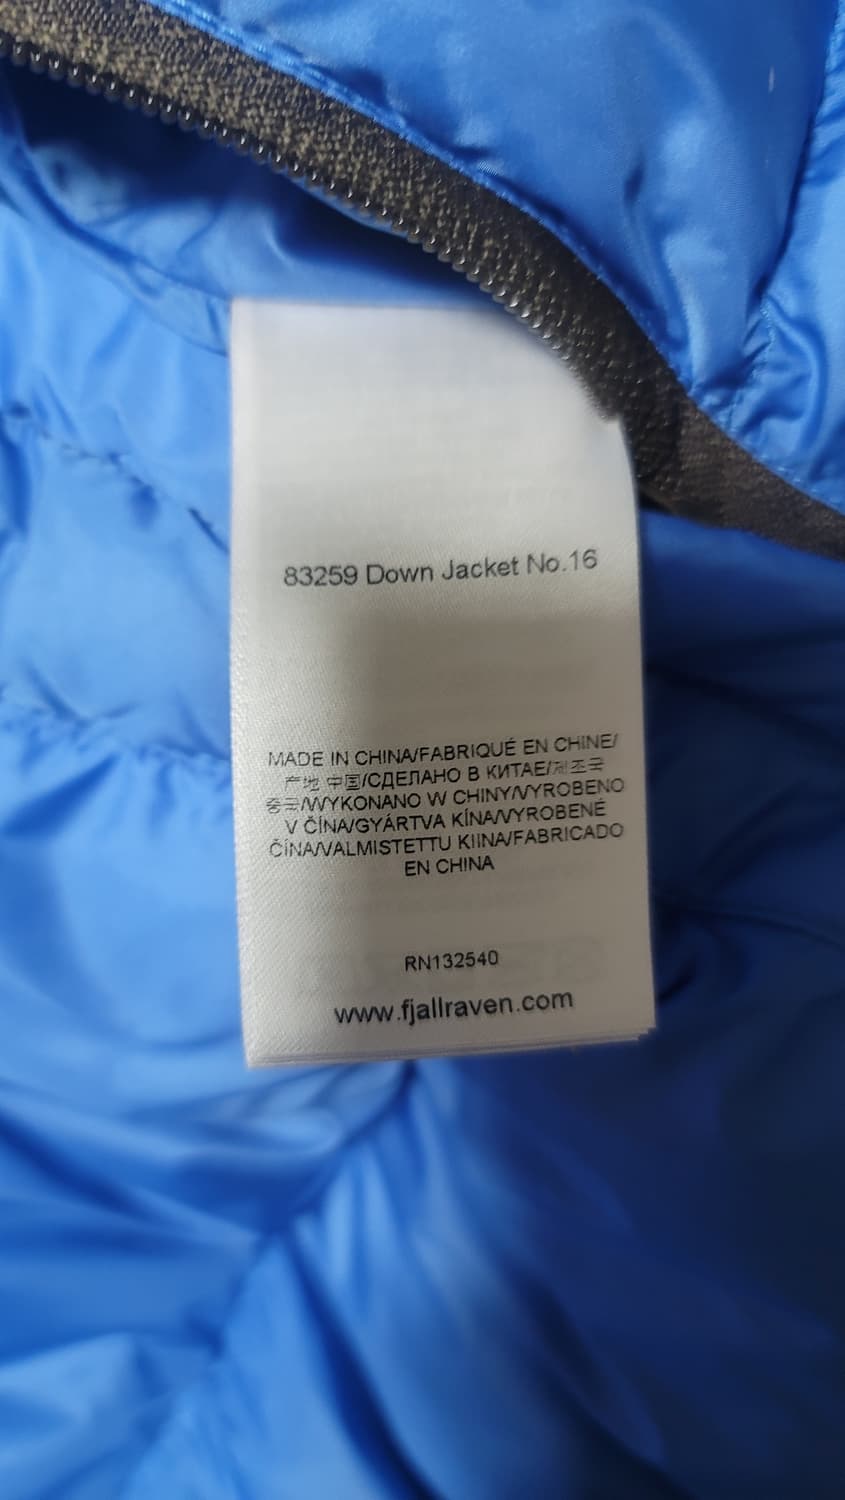 83259 Down Jacket No.16
MADE IN CHINA/FABRIQUÉ EN CHINE/
产地 中国/СДЕЛАНО В КИТАЕ/제조국
중국/WYKONANO W CHINY/VYROBENO
V ČÍNA/GYÁRTVA KÍNA/VYROBENÉ
ČÍNA/VALMISTETTU KIINA/FABRICADO
EN CHINA
RN132540
www.fjallraven.com